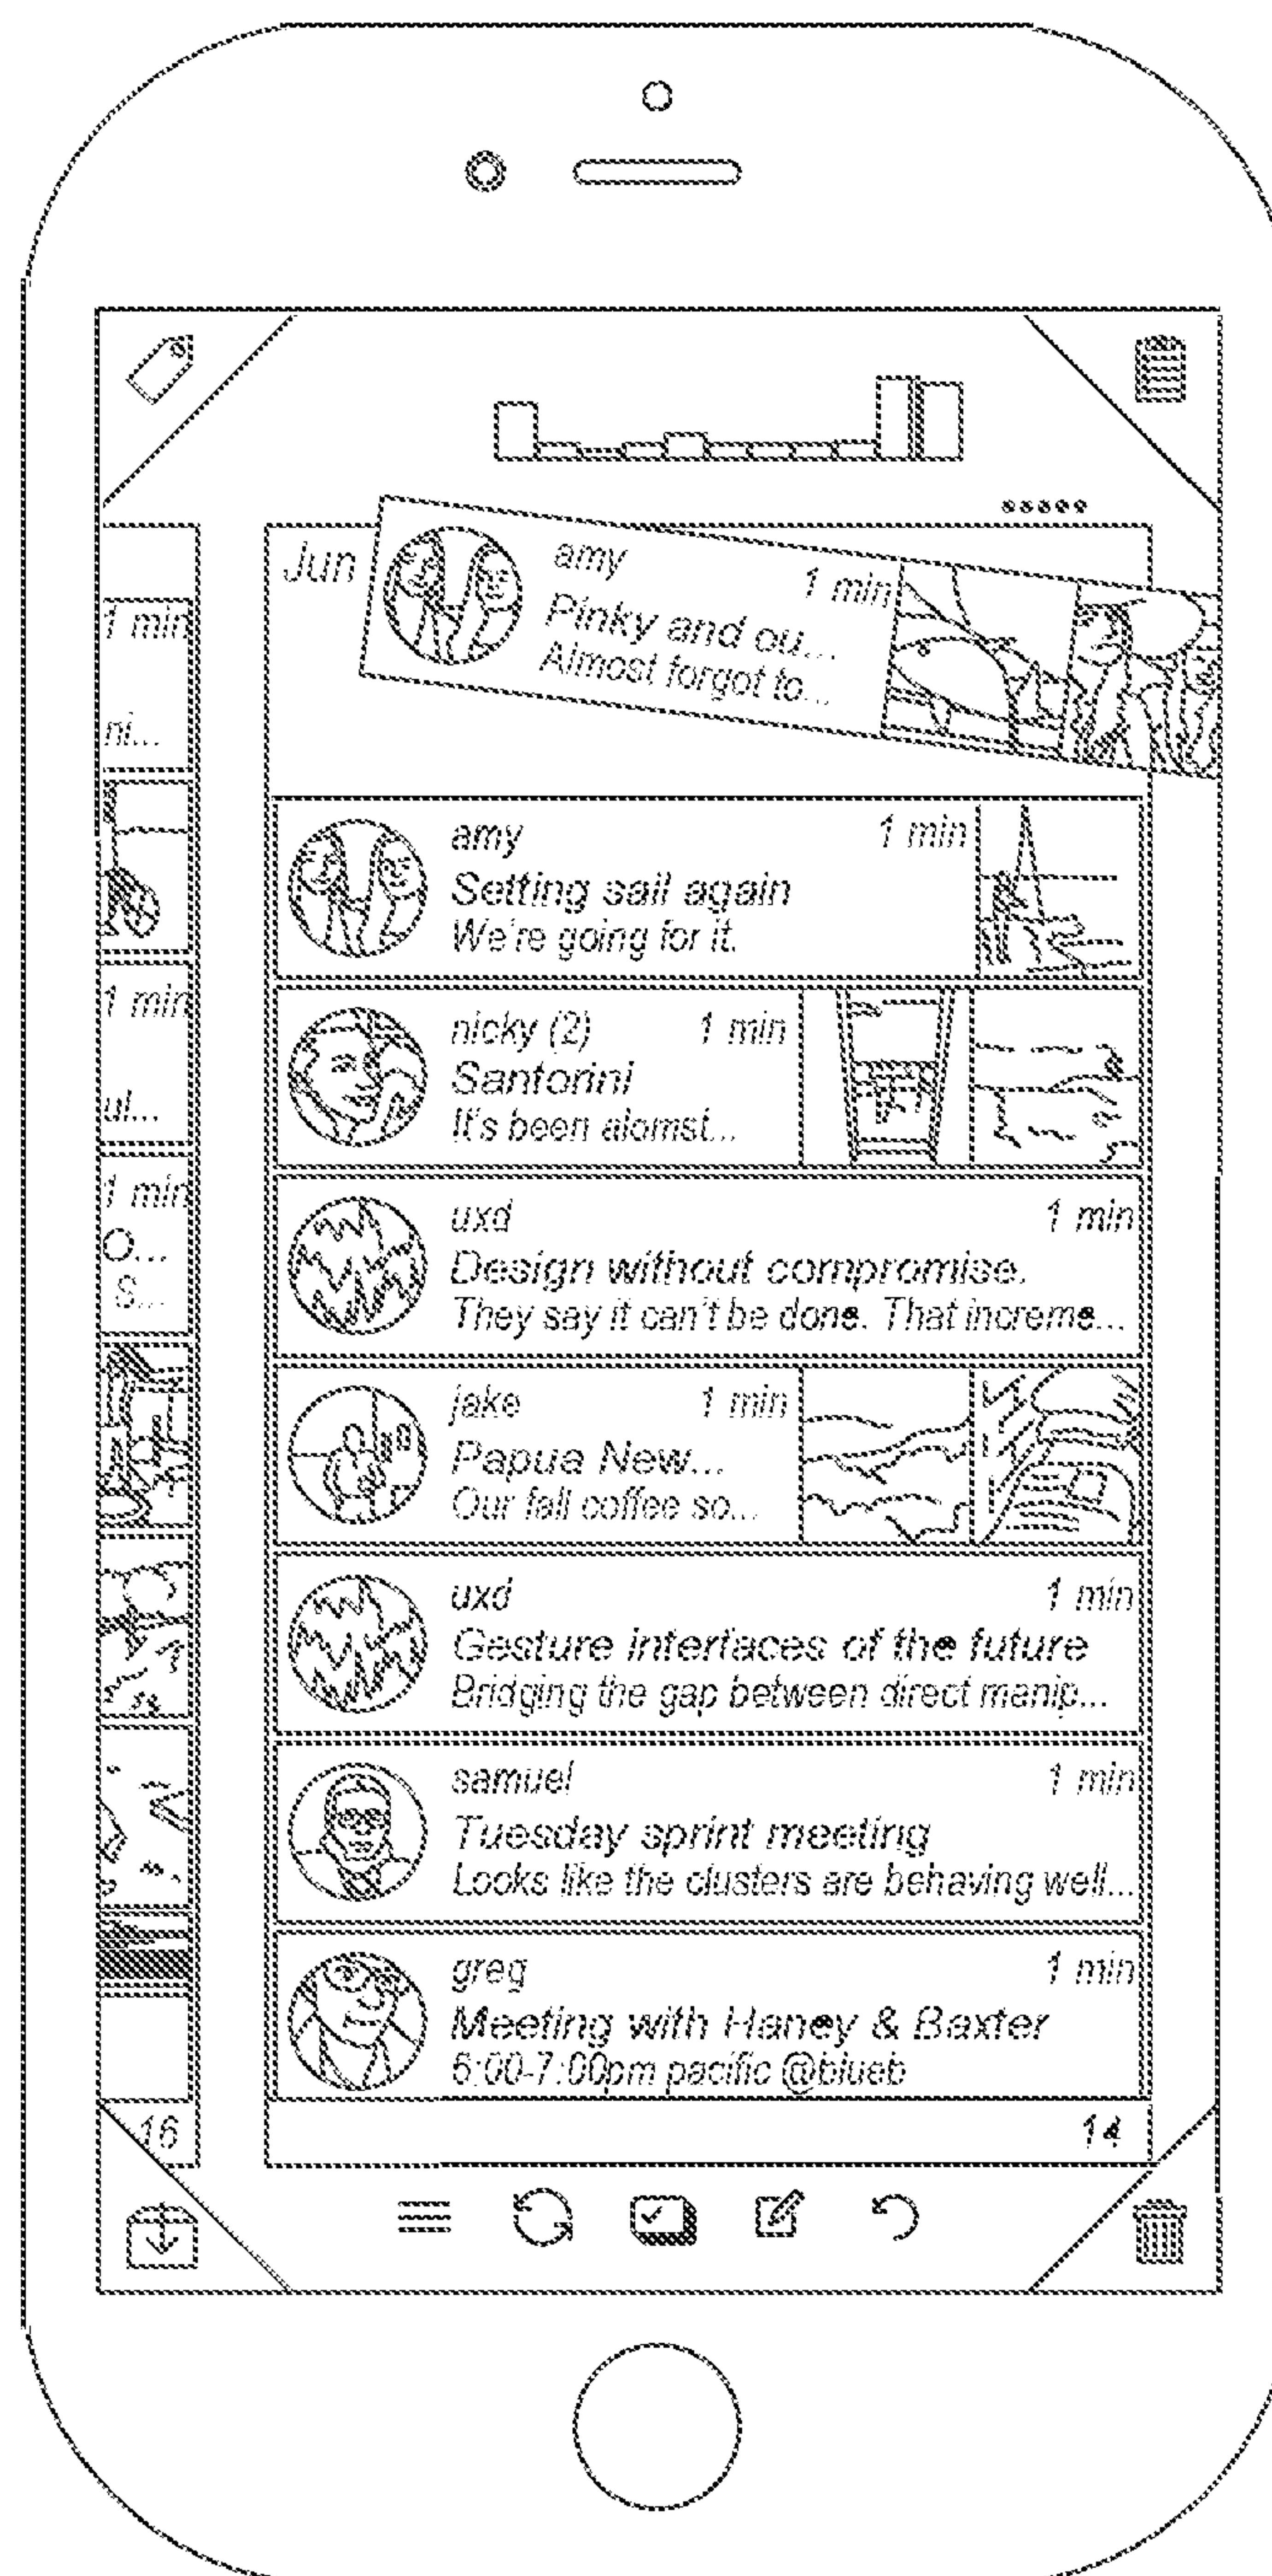 Jun
amy
1 min
Pinky and ou...
Almost forgot to...
1 min
ni...
amy
1 min
Setting sail again
We're going for it.
1 min
ul...
nicky (2)
1 min
Santorini
It's been alomst...
1 min
O...
S...
uxd
1 min
Design without compromise.
They say it can't be done. That increme...
jake
1 min
Papua New...
Our fall coffee so...
uxd
1 min
Gesture interfaces of the future
Bridging the gap between direct manip...
samuel
1 min
Tuesday sprint meeting
Looks like the clusters are behaving well...
greg
1 min
Meeting with Haney & Baxter
6:00-7:00pm pacific @blueb
16
14